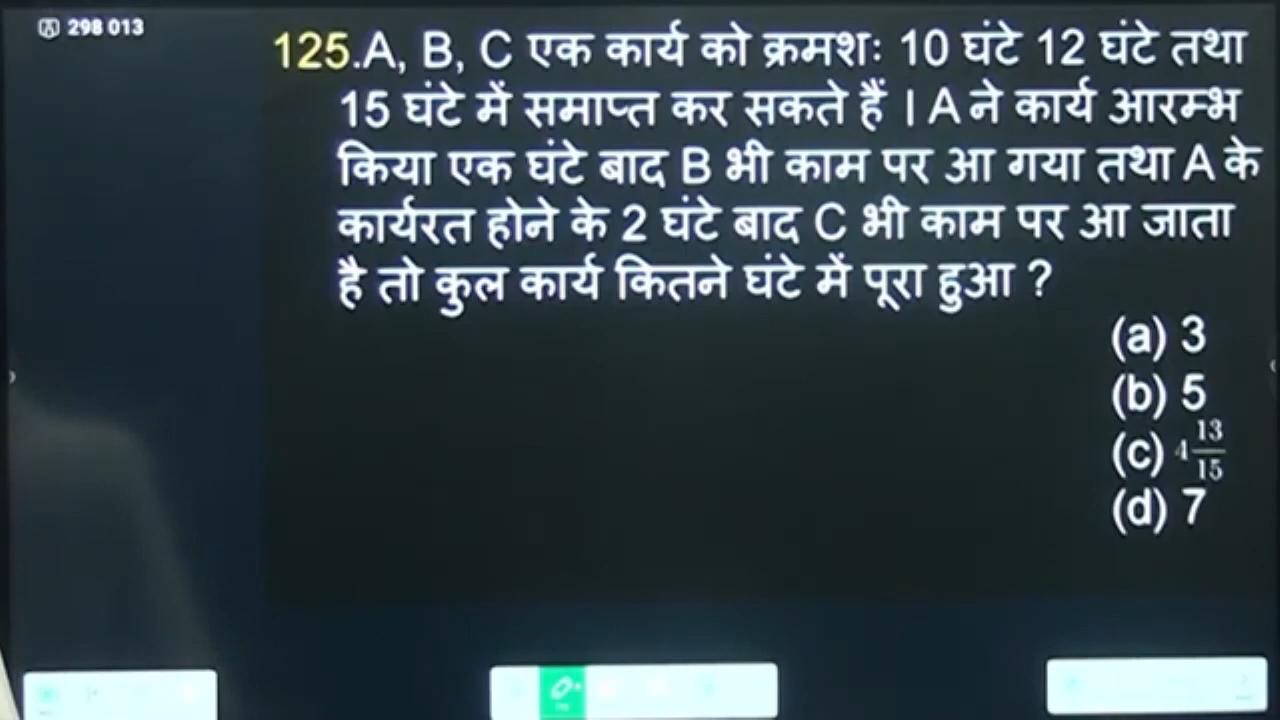 298 013
125.A, B, C एक कार्य को क्रमशः 10 घंटे 12 घंटे तथा
15 घंटे में समाप्त कर सकते हैं । A ने कार्य आरम्भ
किया एक घंटे बाद B भी काम पर आ गया तथा A के
कार्यरत होने के 2 घंटे बाद C भी काम पर आ जाता
है तो कुल कार्य कितने घंटे में पूरा हुआ ?
(a) 3
(b) 5
(c) 4 13/15
(d) 7